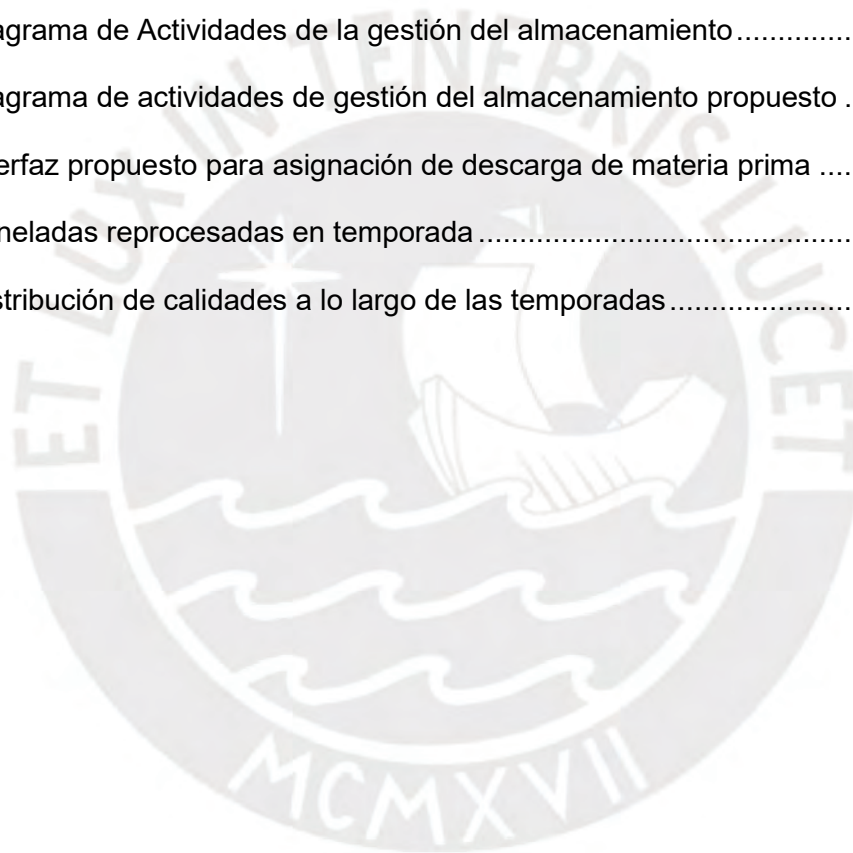 agrama de Actividades de la gestión del almacenamiento..............
agrama de actividades de gestión del almacenamiento propuesto .
erfaz propuesto para asignación de descarga de materia prima ....
neladas reprocesadas en temporada............................................
stribución de calidades a lo largo de las temporadas.....................
ET LUX IN TENEBRIS LUCET
MCMXVII